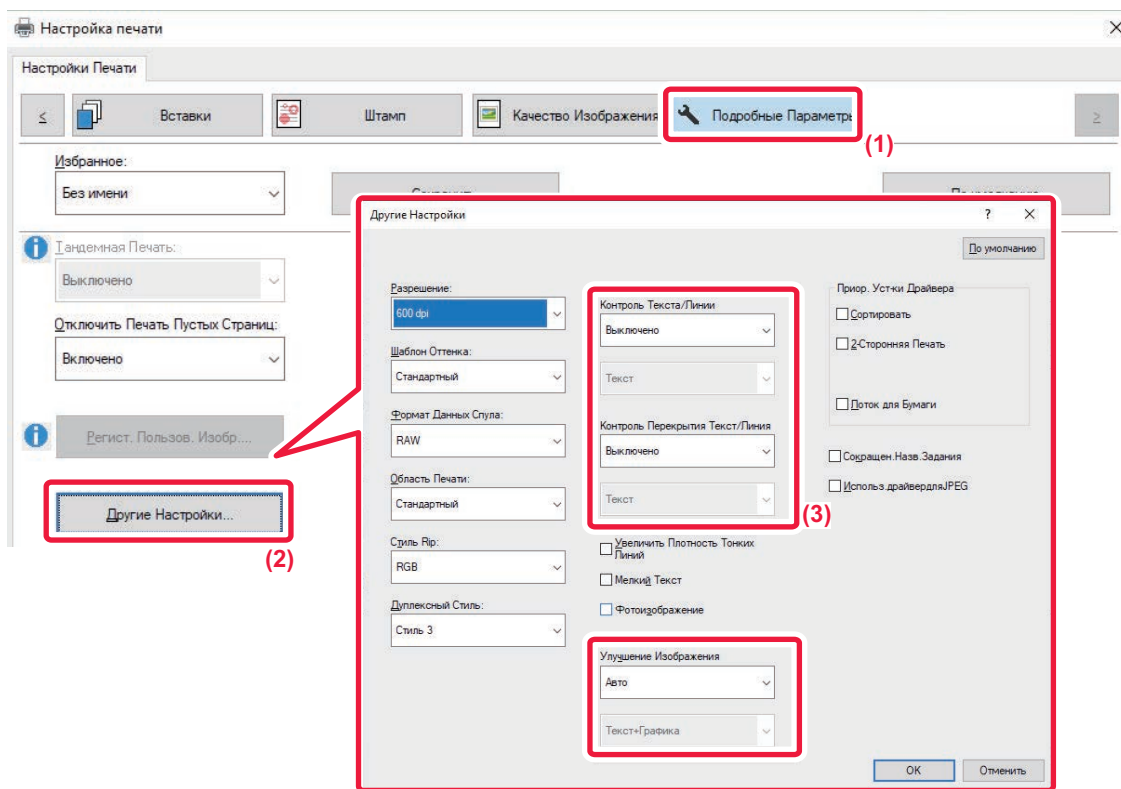 Настройка печати
Настройки Печати
≤
Вставки
Штамп
Качество Изображения
Подробные Параметры
≥
(1)
Избранное:
Без имени
Тандемная Печать:
Выключено
Отключить Печать Пустых Страниц:
Включено
Регист. Пользов. Изобр....
Другие Настройки...
(2)
Другие Настройки
?
По умолчанию
Разрешение:
600 dpi
Шаблон Оттенка:
Стандартный
Формат Данных Спула:
RAW
Область Печати:
Стандартный
Стиль Rip:
RGB
Дуплексный Стиль:
Стиль 3
Контроль Текста/Линии
Выключено
Текст
Контроль Перекрытия Текст/Линия
Выключено
Текст
(3)
Увеличить Плотность Тонких
Линий
Мелкий Текст
Фотоизображение
Улучшение Изображения
Авто
Текст+Графика
Приор. Уст-ки Драйвера
Сортировать
2-Сторонняя Печать
Лоток для Бумаги
Сокращен.Назв.Задания
Использ.драйвердляJPEG
OK
Отменить